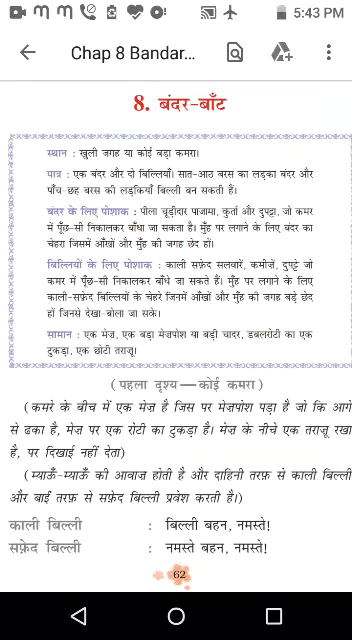 5:43 PM
Chap 8 Bandar...
8. बंदर-बाँट
स्थान : खुली जगह या कोई बड़ा कमरा।
पात्र : एक बंदर और दो बिल्लियाँ। सात-आठ बरस का लड़का बंदर और
पाँच-छह बरस की लड़कियाँ बिल्ली बन सकती हैं।
बंदर के लिए पोशाक : पीला चूड़ीदार पाजामा, कुर्ता और दुपट्टा, जो कमर
में पूँछ-सी निकालकर बाँधा जा सकता है। मुँह पर लगाने के लिए बंदर का
चेहरा जिसमें आँखों और मुँह की जगह छेद हों।
बिल्लियों के लिए पोशाक : काली सफ़ेद सलवारें, कमीज़ें, दुपट्टे जो
कमर में पूँछ-सी निकालकर बाँधे जा सकते हैं। मुँह पर लगाने के लिए
काली-सफ़ेद बिल्लियों के चेहरे जिनमें आँखों और मुँह की जगह बड़े छेद
हों जिनसे देखा-बोला जा सके।
सामान : एक मेज़, एक बड़ा मेज़पोश या बड़ी चादर, डबलरोटी का एक
टुकड़ा, एक छोटी तराज़ू।
(पहला दृश्य—कोई कमरा)
(कमरे के बीच में एक मेज़ है जिस पर मेज़पोश पड़ा है जो कि आगे
से ढका है, मेज़ पर एक रोटी का टुकड़ा है। मेज़ के नीचे एक तराज़ू रखा
है, पर दिखाई नहीं देता)
(म्याऊँ-म्याऊँ की आवाज़ होती है और दाहिनी तरफ़ से काली बिल्ली
और बाईं तरफ़ से सफ़ेद बिल्ली प्रवेश करती है।)
काली बिल्ली : बिल्ली बहन, नमस्ते!
सफ़ेद बिल्ली : नमस्ते बहन, नमस्ते!
62